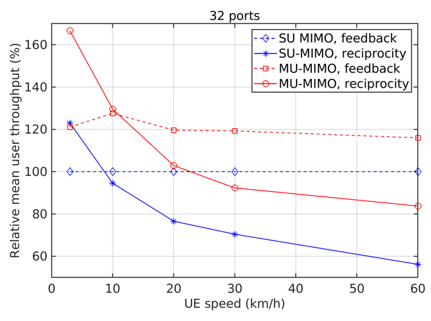 32 ports
SU MIMO, feedback
SU-MIMO, reciprocity
MU-MIMO, feedback
MU-MIMO, reciprocity
Relative mean user throughput (%)
160
140
120
100
80
60
0
10
20
30
40
50
60
UE speed (km/h)